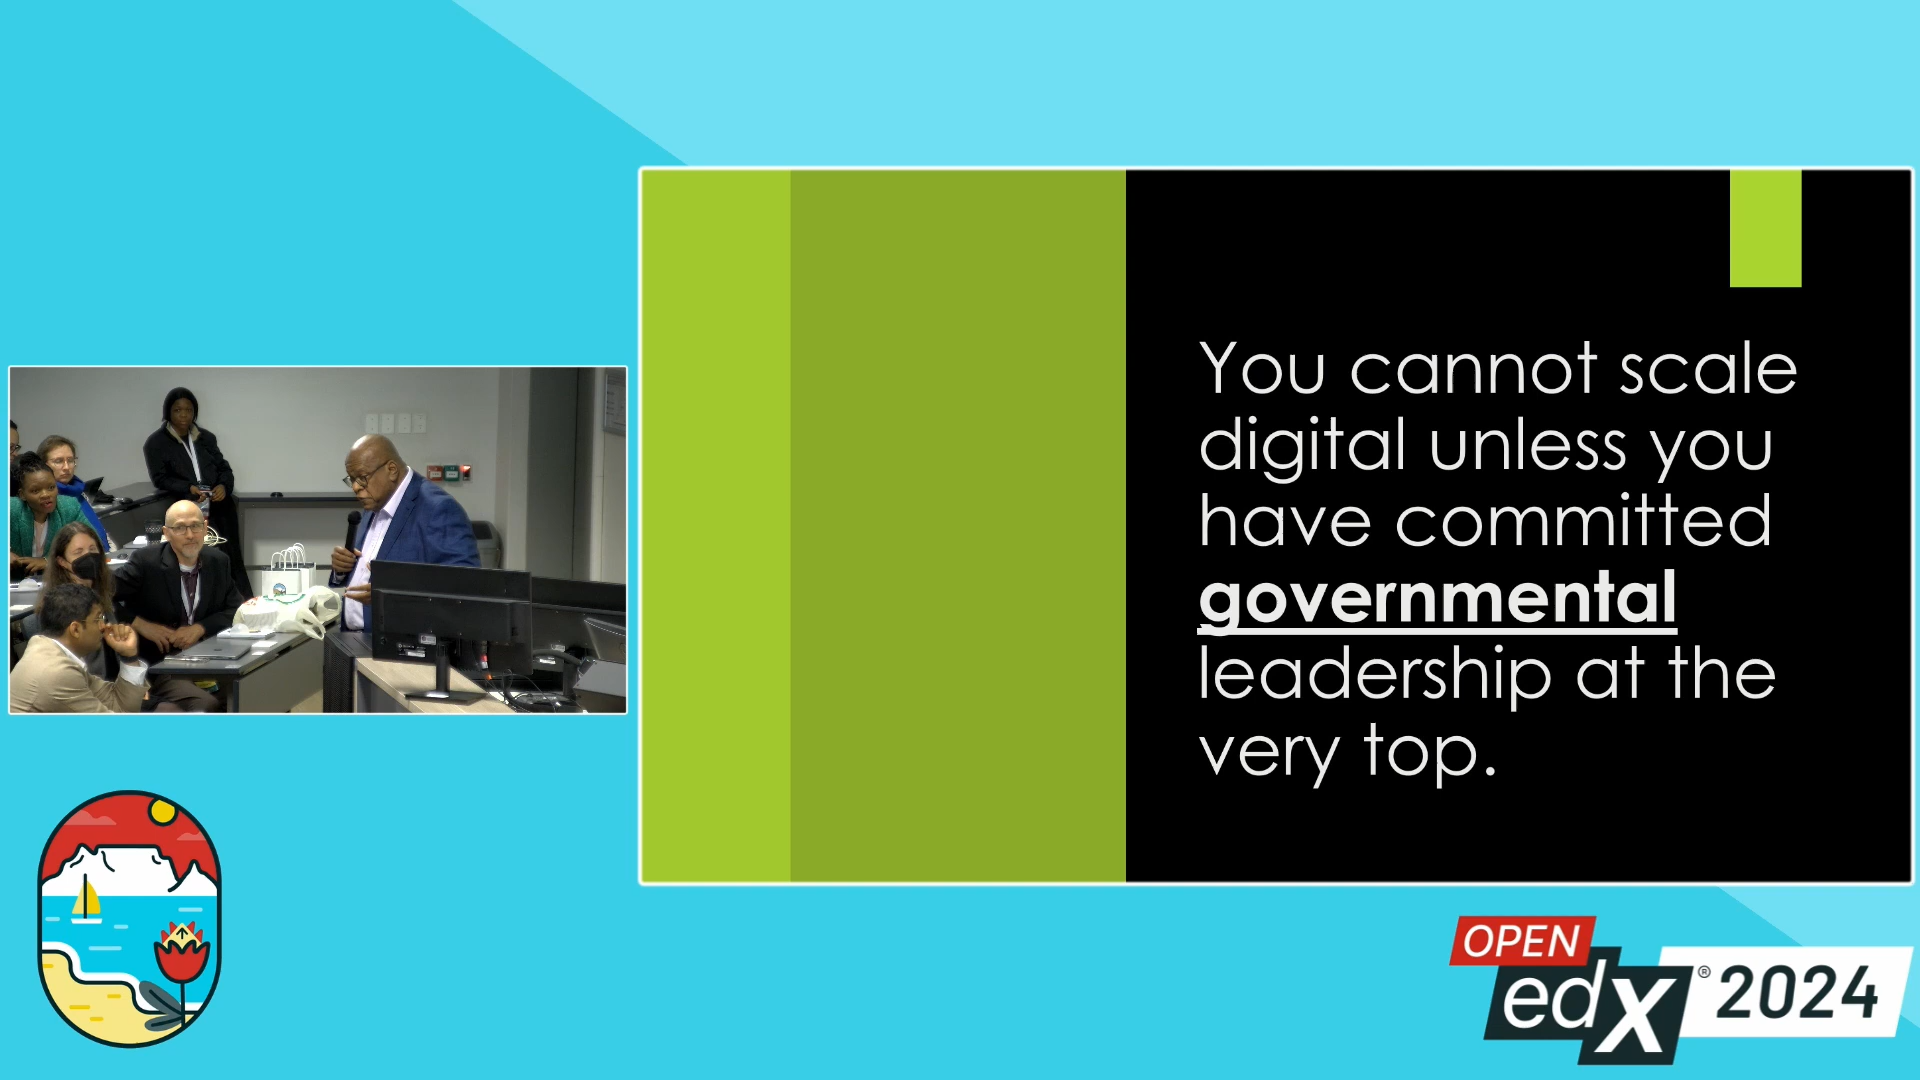 You cannot scale
digital unless you
have committed
governmental
leadership at the
very top.
OPEN
edX
® 2024